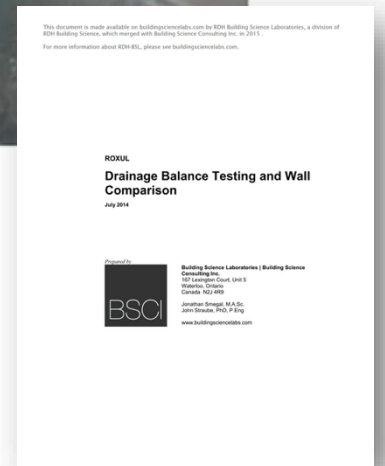 This document is made available on buildingsciencelabs.com by RDH Building Science Laboratories, a division of
RDH Building Science, which merged with Building Science Consulting Inc. in 2015 .
For more information about RDH-BSL, please see buildingsciencelabs.com.
ROXUL
Drainage Balance Testing and Wall
Comparison
July 2014
Prepared by
BSCI
Building Science Laboratories | Building Science
Consulting Inc.
167 Lexington Court, Unit 5
Waterloo, Ontario
Canada N2J 4R9
Jonathan Smegal, M.A.Sc.
John Straube, PhD, P.Eng
www.buildingsciencelabs.com